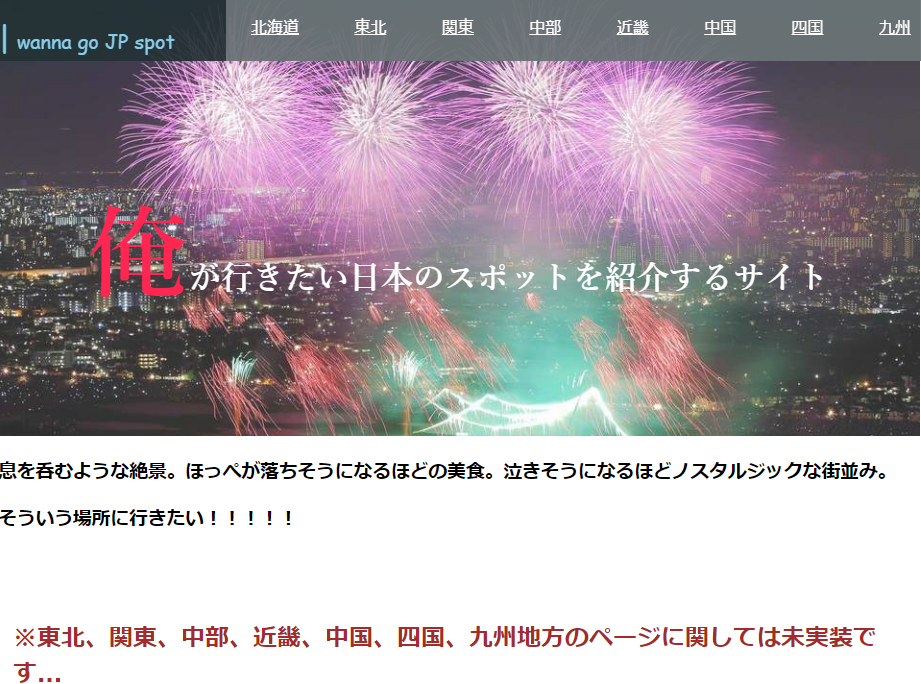 I wanna go JP spot
北海道 東北 関東 中部 近畿 中国 四国 九州
俺が行きたい日本のスポットを紹介するサイト
息を呑むような絶景。ほっぺが落ちそうになるほどの美食。泣きそうになるほどノスタルジックな街並み。
そういう場所に行きたい！！！！！
※東北、関東、中部、近畿、中国、四国、九州地方のページに関しては未実装で
す...